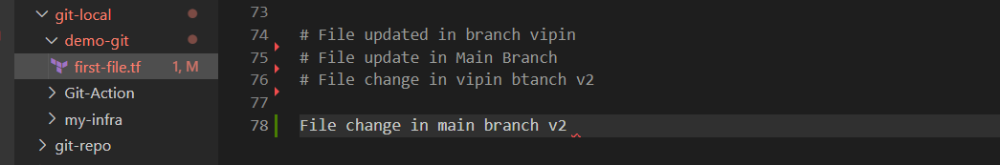 git-local
demo-git
first-file.tf 1, M
Git-Action
my-infra
git-repo
73
74 # File updated in branch vipin
75 # File update in Main Branch
76 # File change in vipin btanch v2
77
78 File change in main branch v2